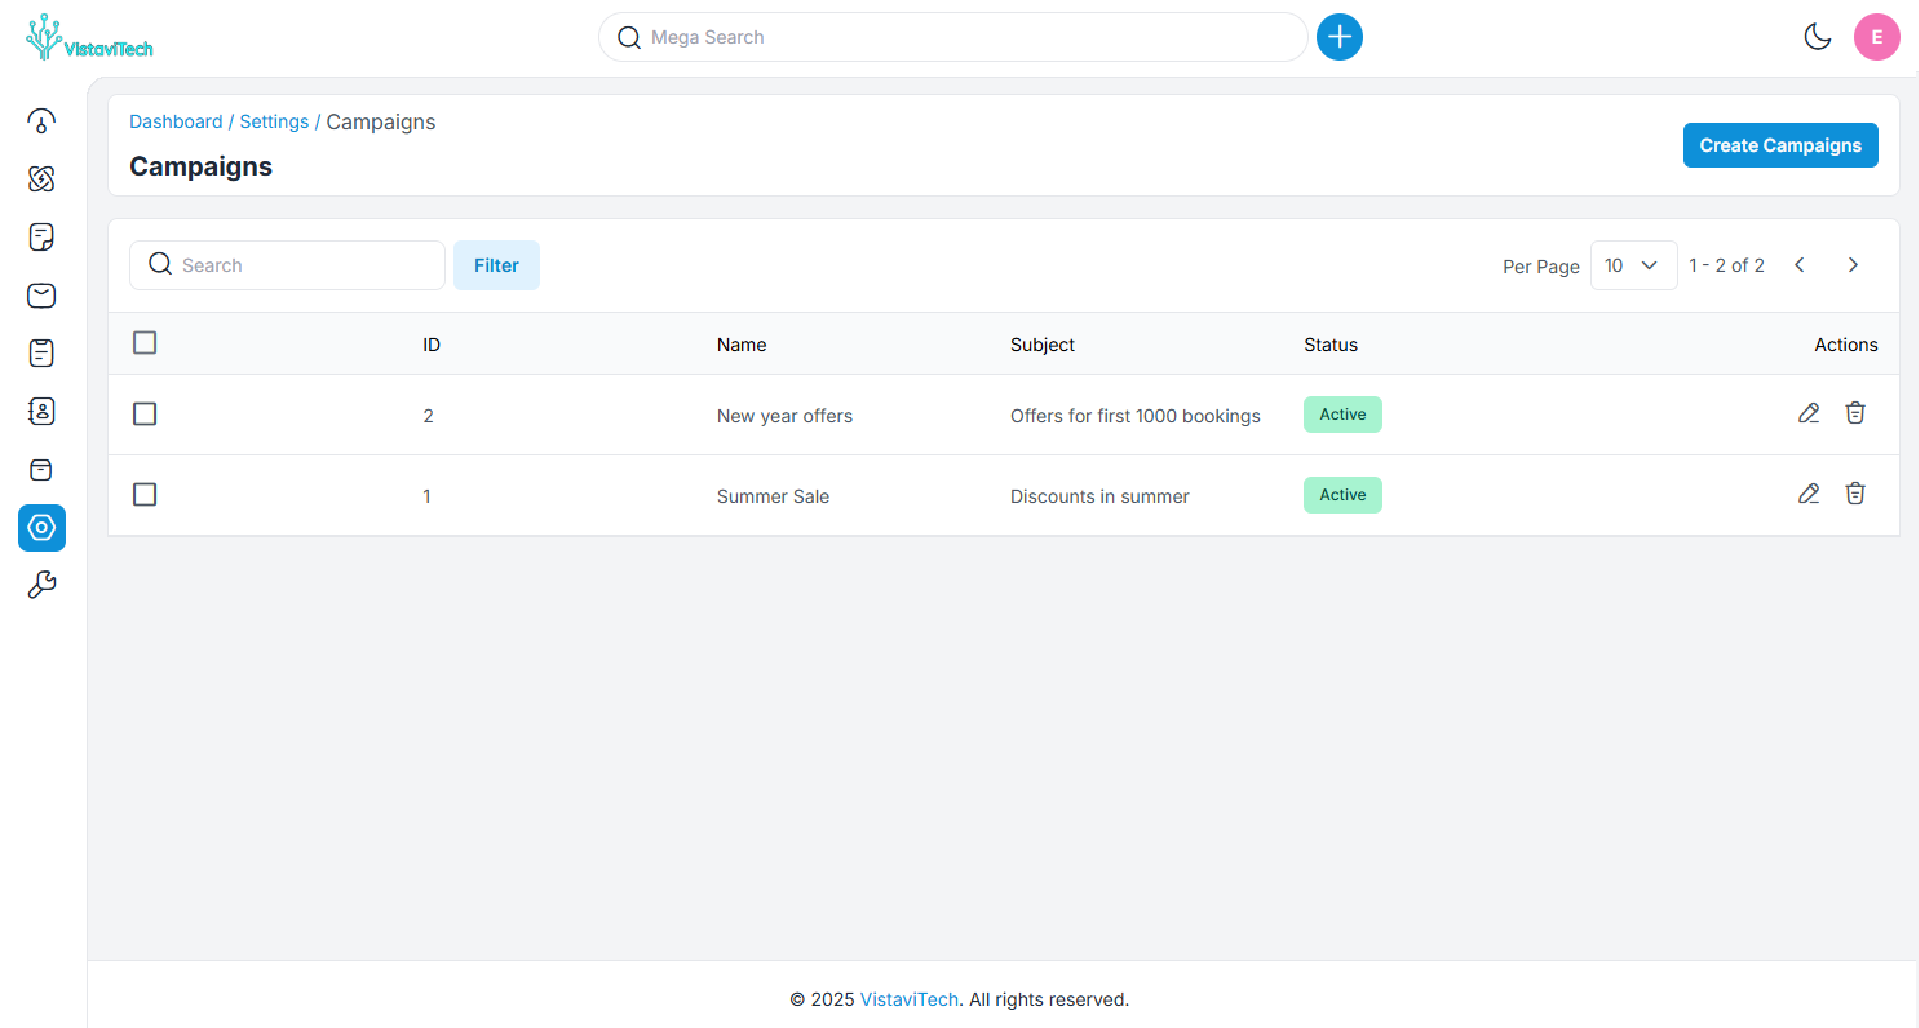 VistaviTech
Mega Search
E
Dashboard / Settings / Campaigns
Campaigns
Create Campaigns
Search
Filter
Per Page 10 1 - 2 of 2
ID Name Subject Status Actions
2 New year offers Offers for first 1000 bookings Active
1 Summer Sale Discounts in summer Active
© 2025 VistaviTech. All rights reserved.